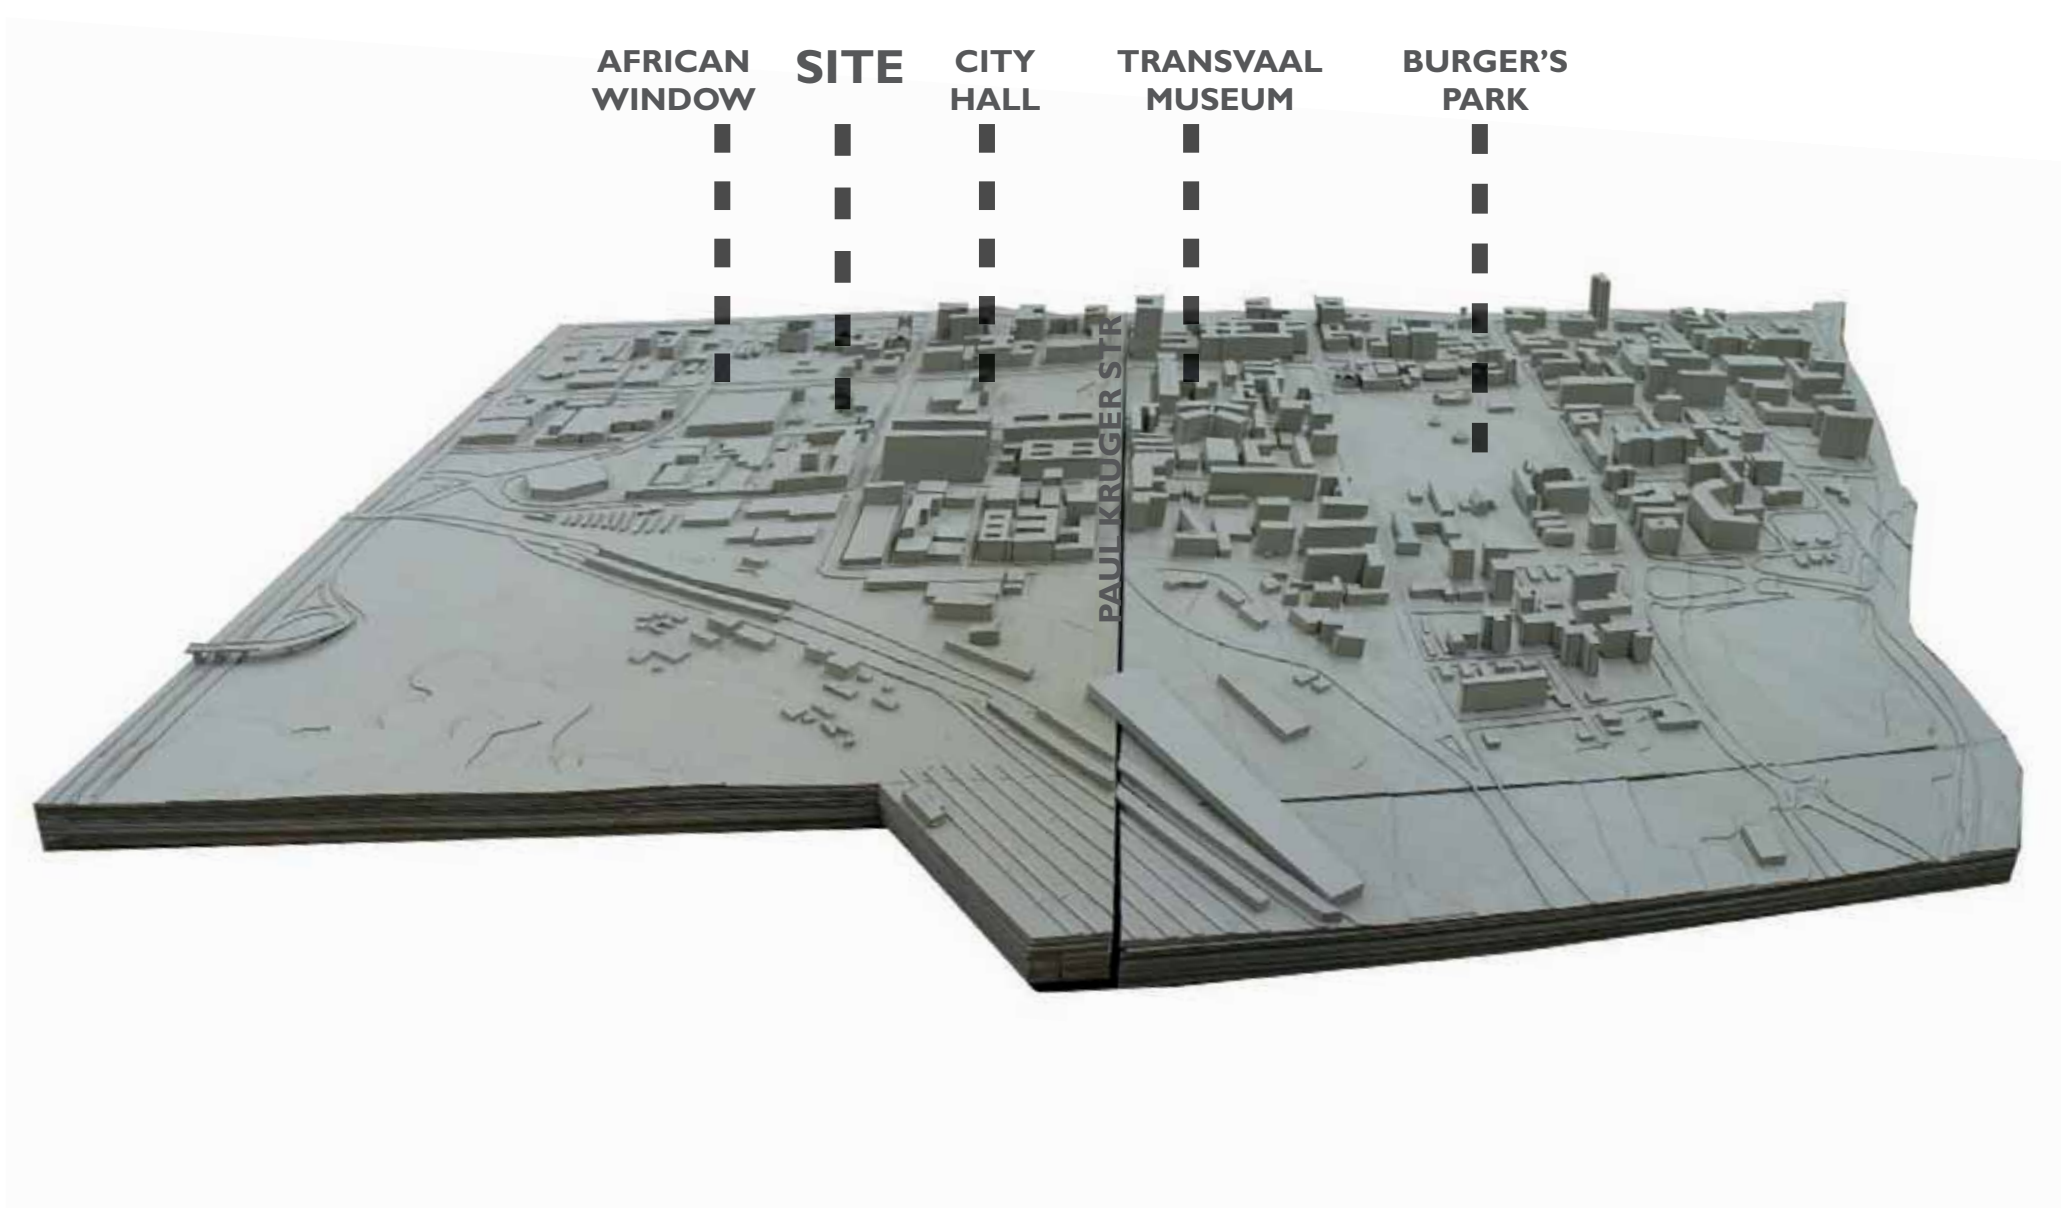 AFRICAN
WINDOW
SITE
CITY
HALL
TRANSVAAL
MUSEUM
BURGER’S
PARK
PAUL KRUGER STR